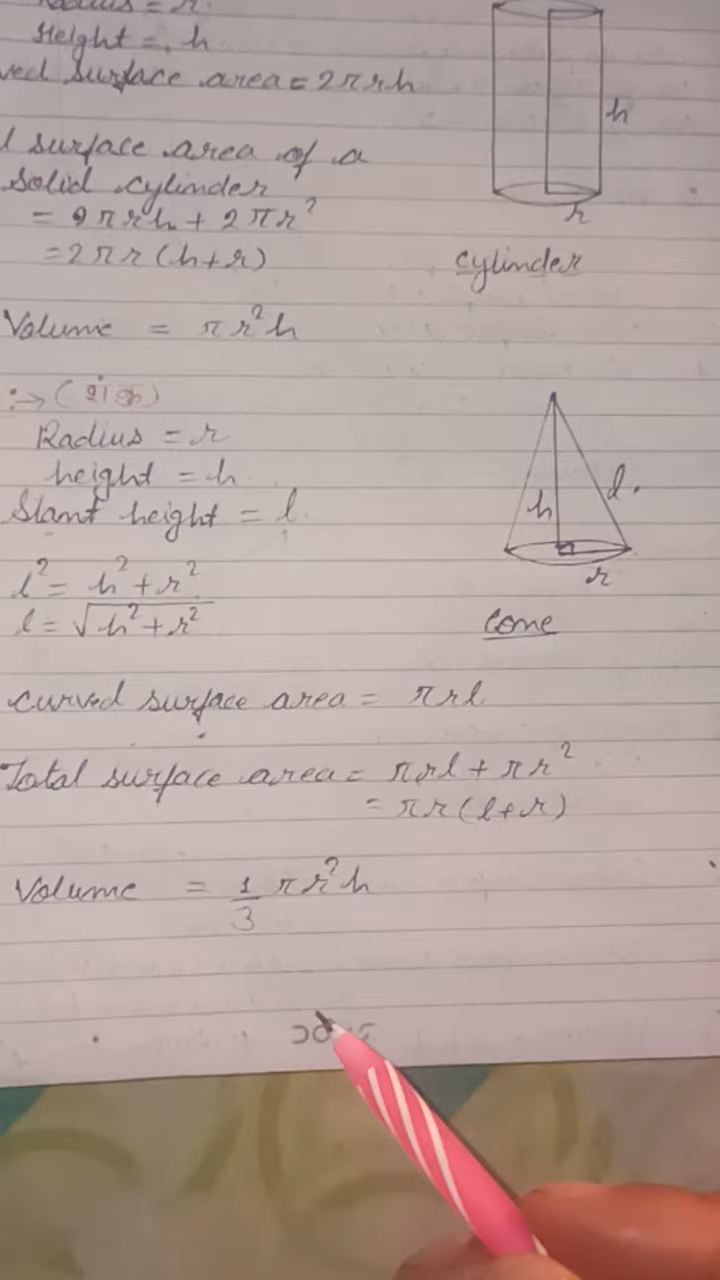 Radius = r
Height = h
ved surface area = 2πrh
l surface area of a
solid cylinder
= 2πrh + 2πr²
= 2πr(h+r)
h
r
cylinder
Volume = πr²h
:→ (शंकु)
Radius = r
height = h
Slant height = l
l² = h² + r²
l = √h² + r²
h
l.
r
Cone
curved surface area = πrl
Total surface area = πrl + πr²
= πr(l+r)
Volume = 1/3 πr²h